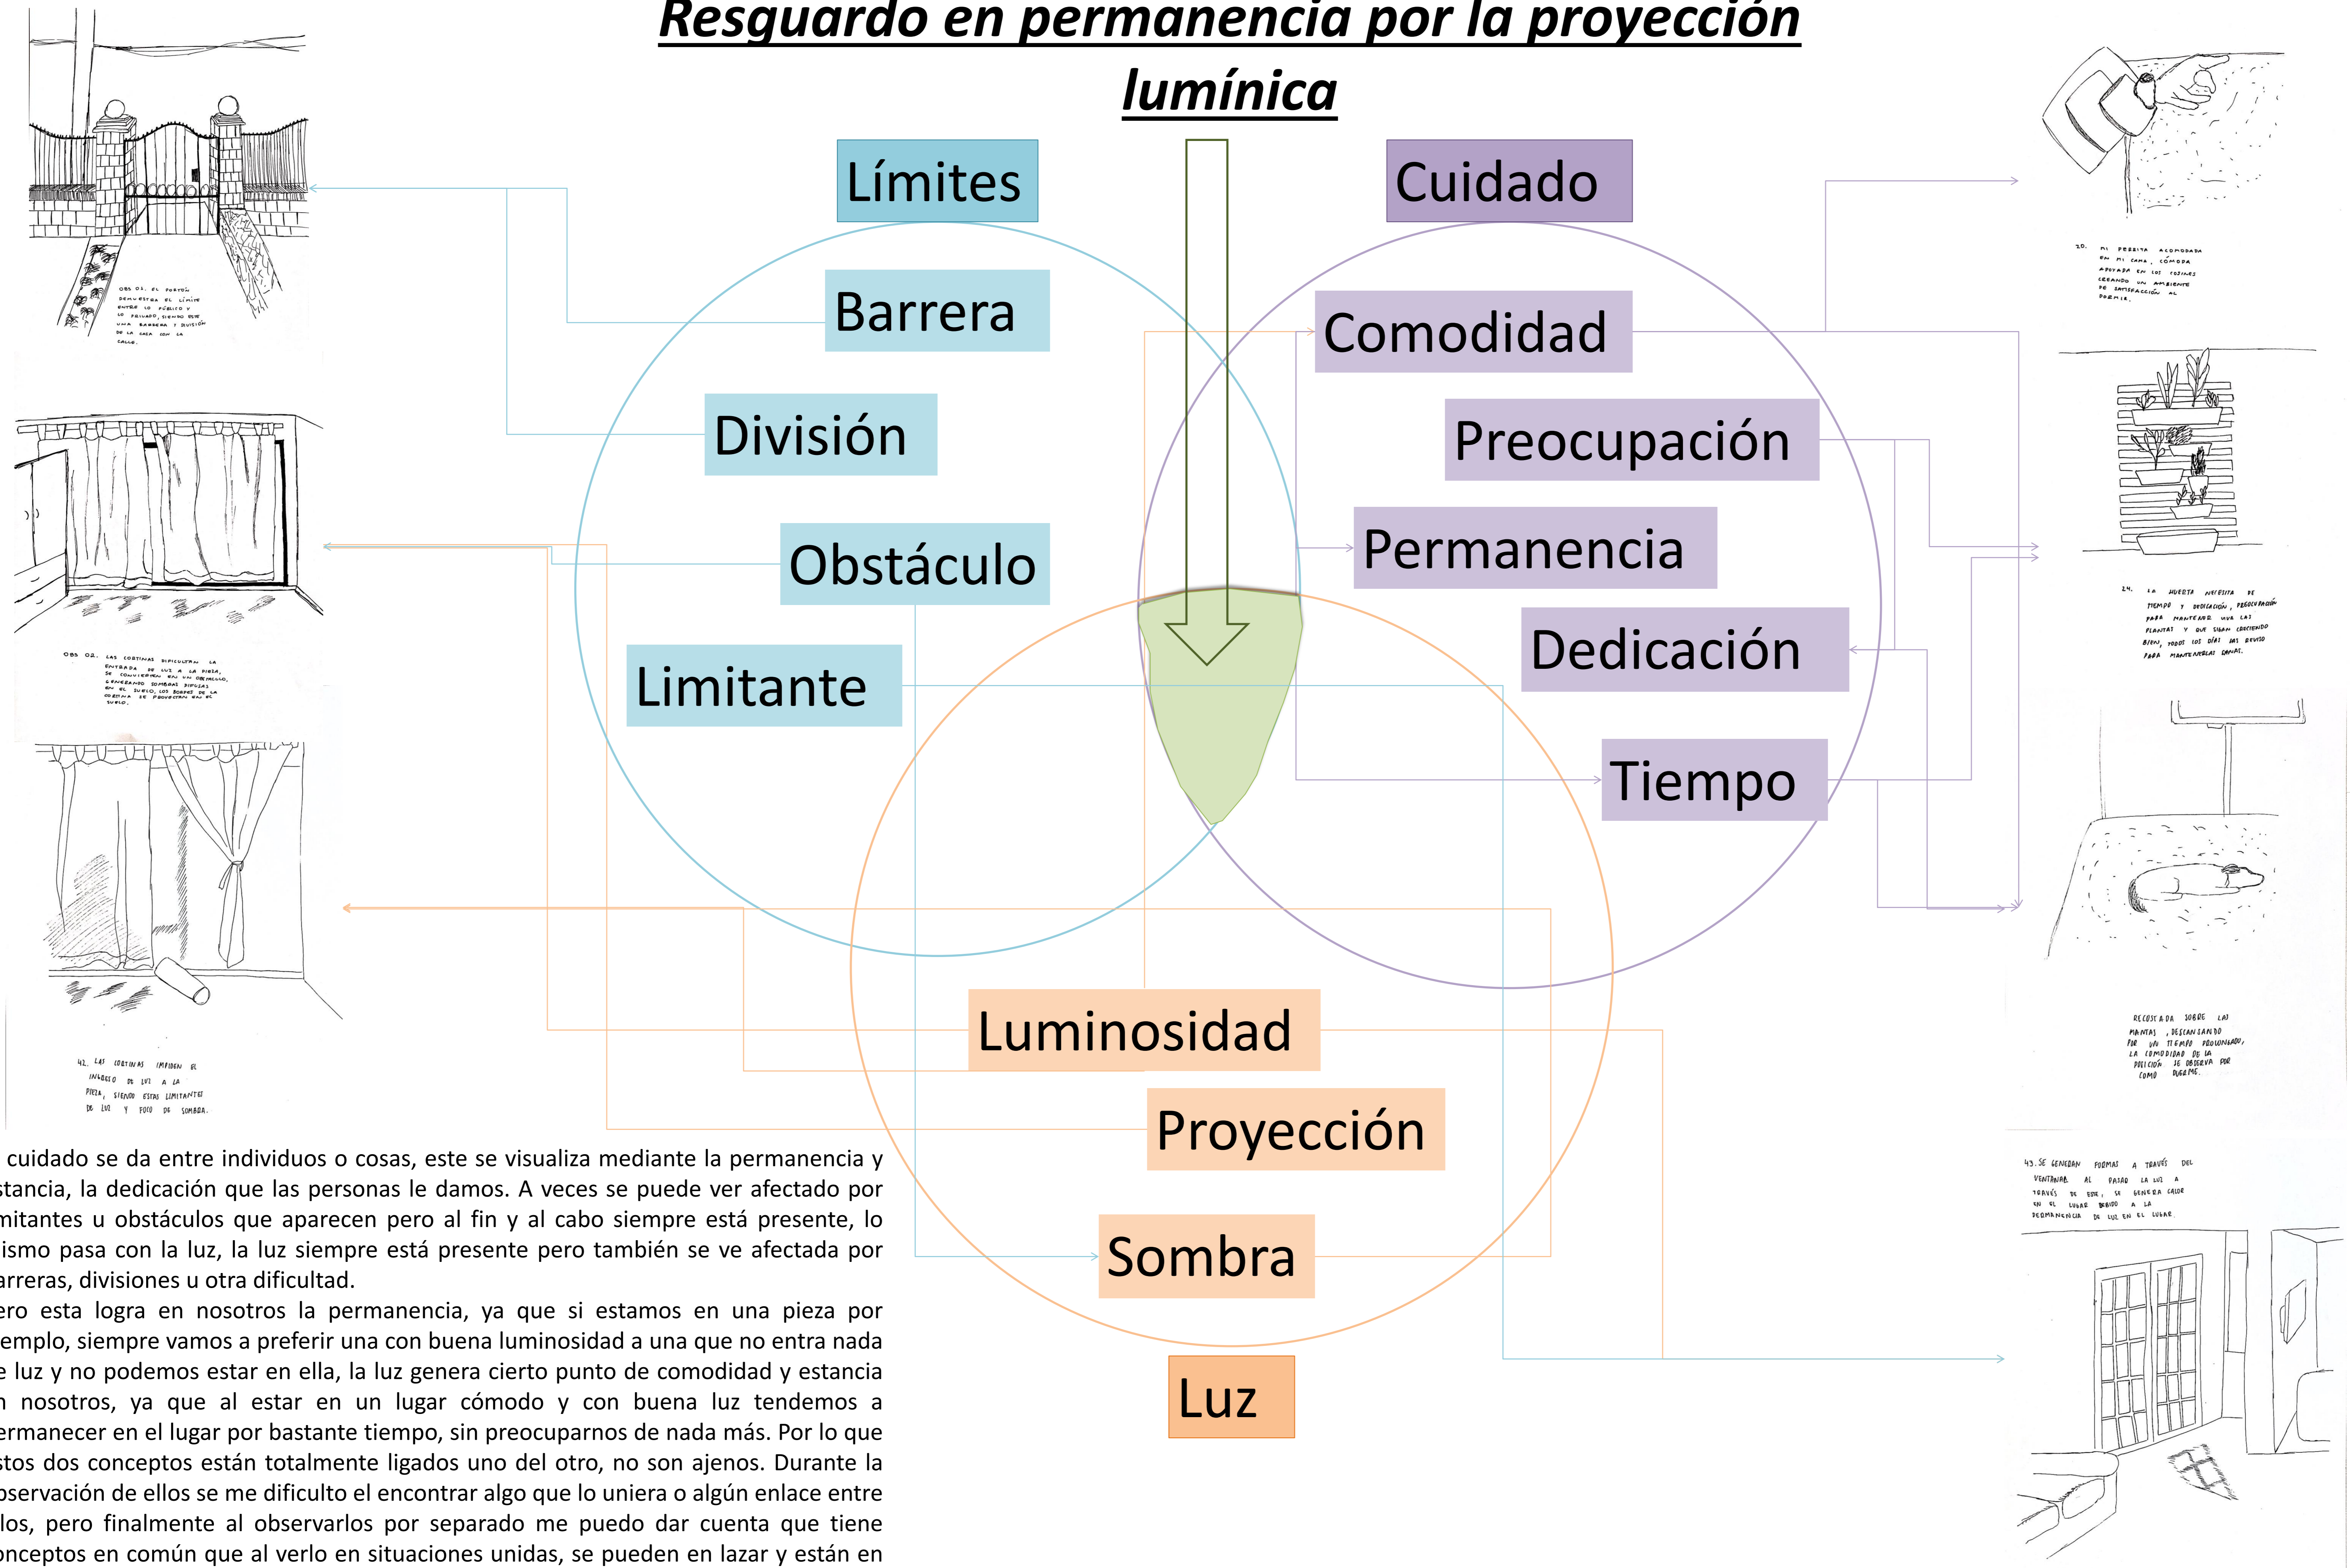 Resguardo en permanencia por la proyección
lumínica
Límites
Cuidado
Barrera
Comodidad
División
Preocupación
Obstáculo
Permanencia
Limitante
Dedicación
Tiempo
Luminosidad
Proyección
Sombra
Luz
OBS 01. EL PORTÓN
DEMUESTRA EL LÍMITE
ENTRE LO PÚBLICO Y
LO PRIVADO, SIENDO ESTE
UNA BARRERA Y DIVISIÓN
DE LA CASA CON LA
CALLE.
OBS 02. LAS CORTINAS DIFICULTAN LA
ENTRADA DE LUZ A LA PIEZA,
SE CONVIERTEN EN UN OBSTACULO,
GENERANDO SOMBRAS DIFUSAS
EN EL SUELO, LOS BORDES DE LA
CORTINA SE PROYECTAN EN EL
SUELO.
42. LAS CORTINAS IMPIDEN EL
INGRESO DE LUZ A LA
PIEZA, SIENDO ESTAS LIMITANTES
DE LUZ Y FOCO DE SOMBRA.
20. MI PERRITA ACOMODADA
EN MI CAMA, CÓMODA
APOYADA EN LOS COJINES
CREANDO UN AMBIENTE
DE SATISFACCIÓN AL
DORMIR.
24. LA HUERTA NECESITA DE
TIEMPO Y DEDICACIÓN, PREOCUPACIÓN
PARA MANTENER VIVA LAS
PLANTAS Y QUE SIGAN CRECIENDO
BIEN, TODOS LOS DÍAS LAS REVISO
PARA MANTENERLAS SANAS.
RECOSTADA SOBRE LAS
MANTAS, DESCANSANDO
POR UN TIEMPO PROLONGADO,
LA COMODIDAD DE LA
POSICIÓN SE OBSERVA POR
COMO DUERME.
43. SE GENERAN FORMAS A TRAVÉS DEL
VENTANAL AL PASAR LA LUZ A
TRAVÉS DE ESTE, SE GENERA CALOR
EN EL LUGAR DEBIDO A LA
PERMANENCIA DE LUZ EN EL LUGAR.
cuidado se da entre individuos o cosas, este se visualiza mediante la permanencia y
stancia, la dedicación que las personas le damos. A veces se puede ver afectado por
mitantes u obstáculos que aparecen pero al fin y al cabo siempre está presente, lo
ismo pasa con la luz, la luz siempre está presente pero también se ve afectada por
arreras, divisiones u otra dificultad.
ero esta logra en nosotros la permanencia, ya que si estamos en una pieza por
emplo, siempre vamos a preferir una con buena luminosidad a una que no entra nada
e luz y no podemos estar en ella, la luz genera cierto punto de comodidad y estancia
n nosotros, ya que al estar en un lugar cómodo y con buena luz tendemos a
ermanecer en el lugar por bastante tiempo, sin preocuparnos de nada más. Por lo que
stos dos conceptos están totalmente ligados uno del otro, no son ajenos. Durante la
bservación de ellos se me dificulto el encontrar algo que lo uniera o algún enlace entre
los, pero finalmente al observarlos por separado me puedo dar cuenta que tiene
onceptos en común que al verlo en situaciones unidas, se pueden en lazar y están en